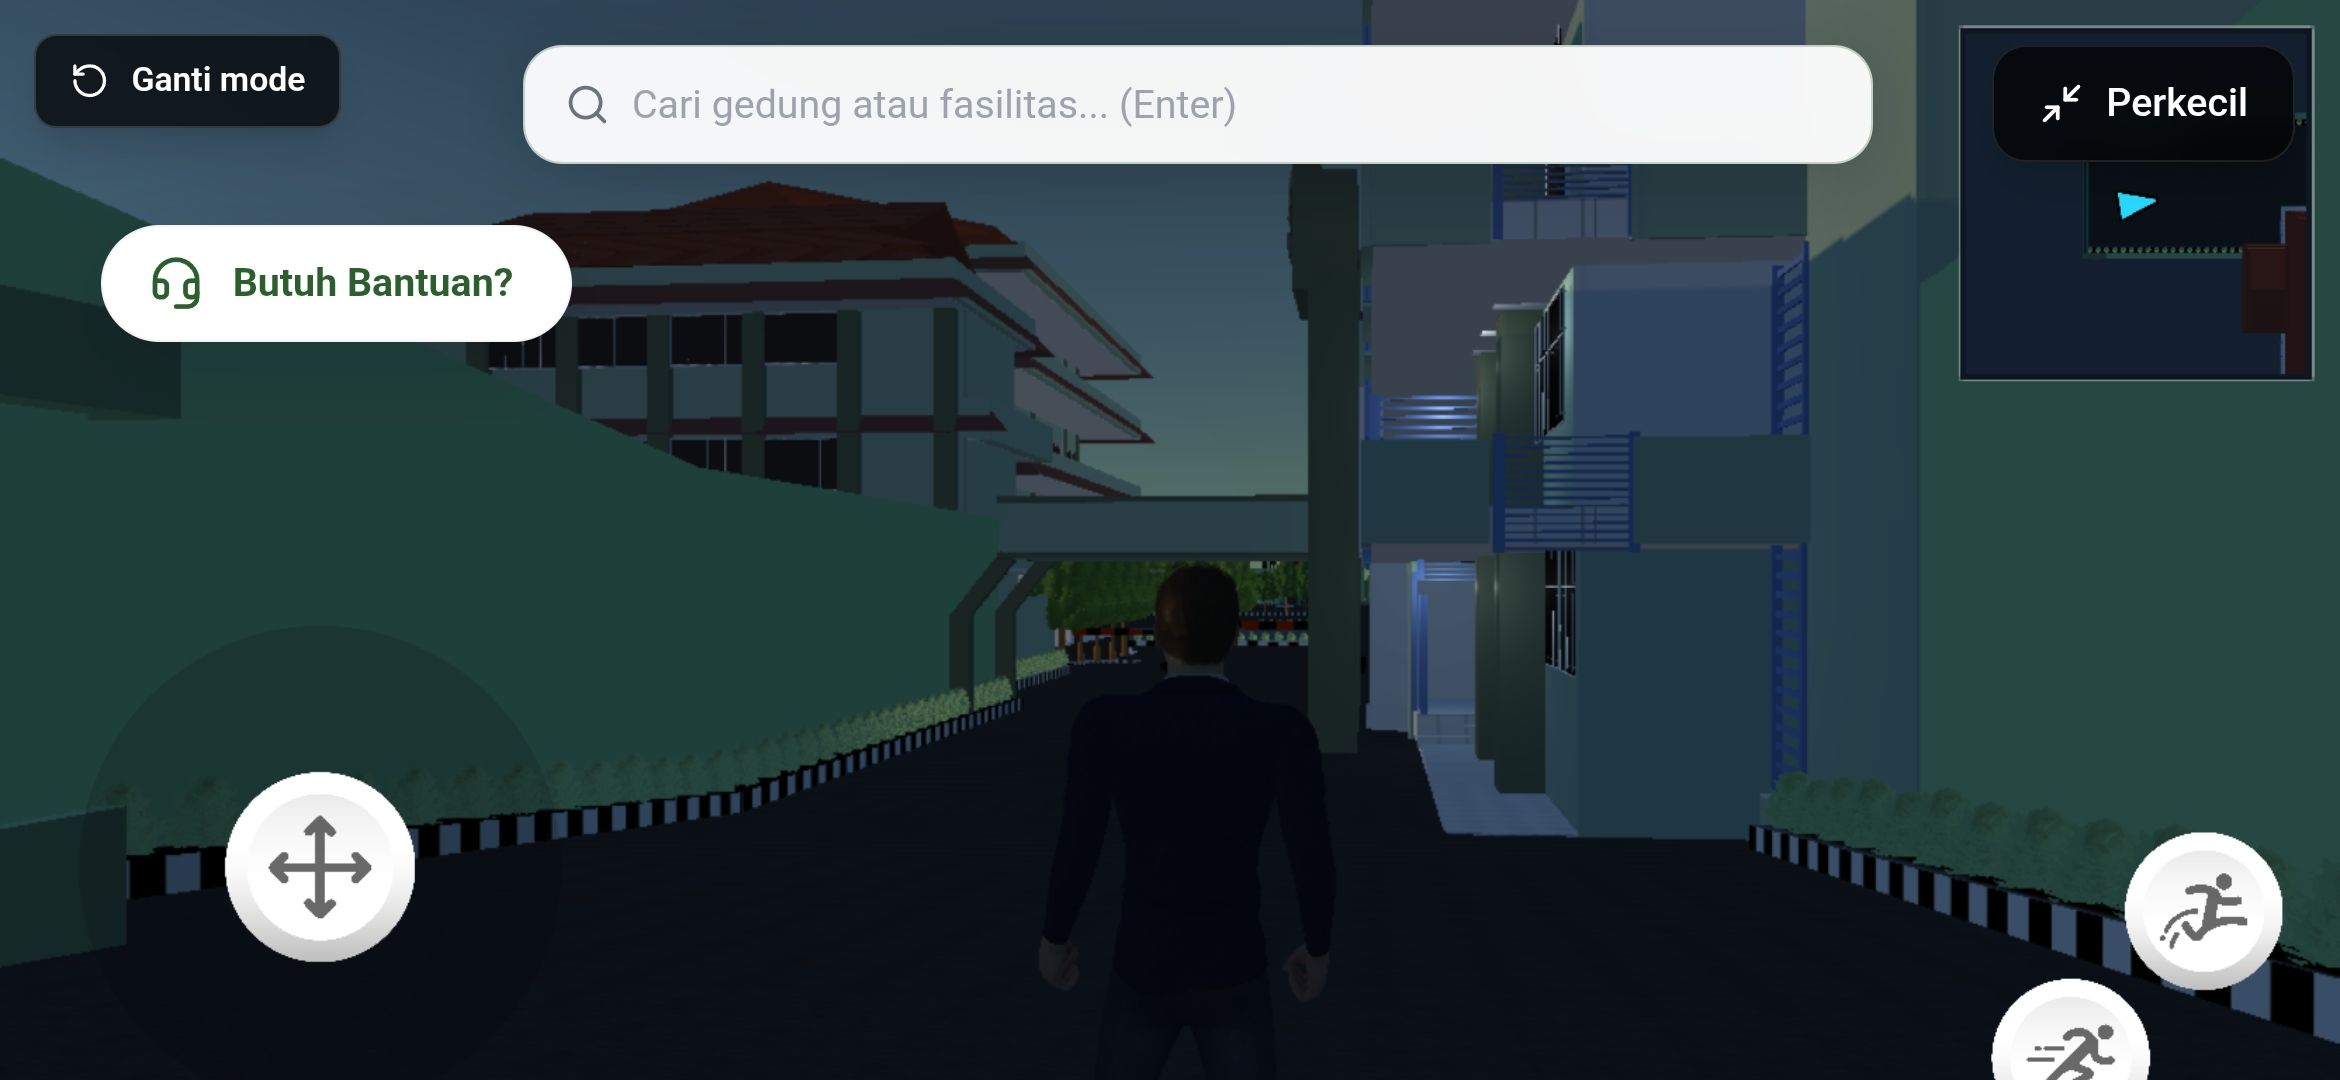 Ganti mode
Cari gedung atau fasilitas... (Enter)
Perkecil
Butuh Bantuan?